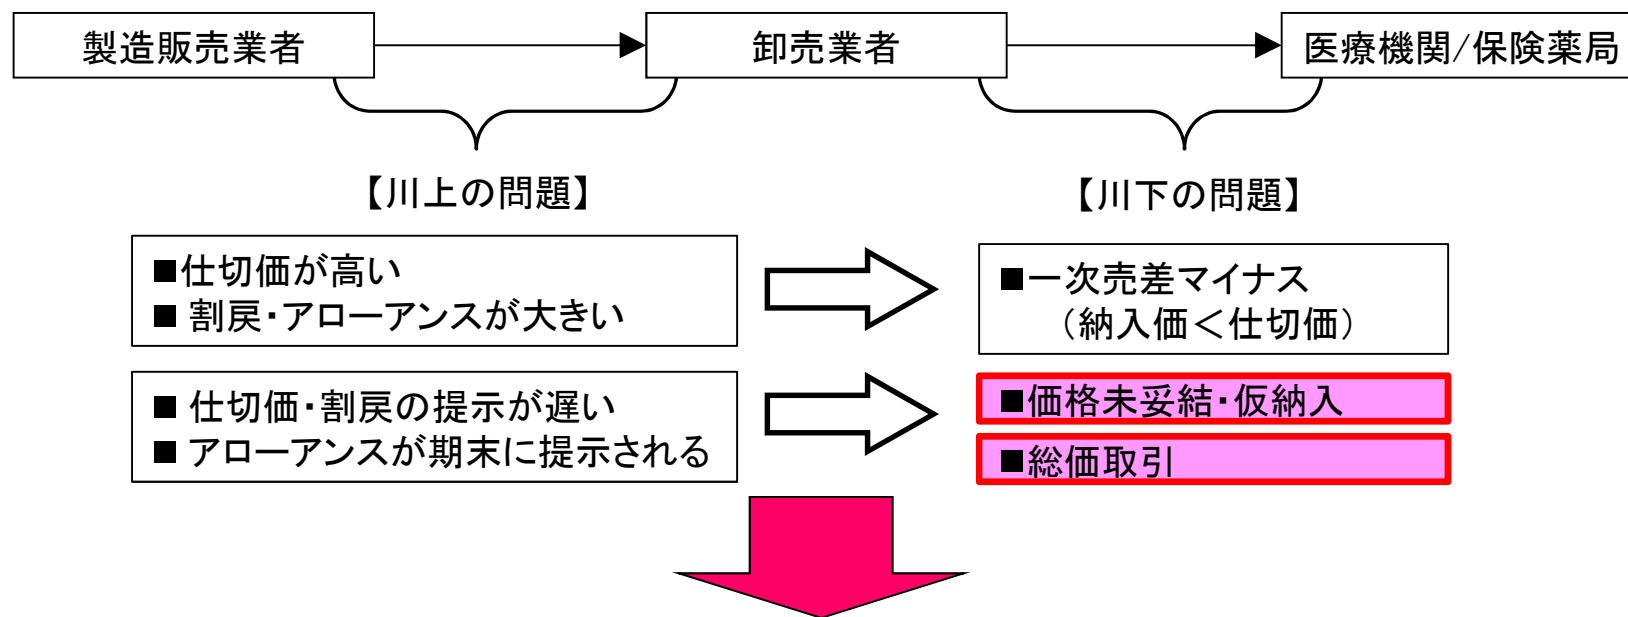 製造販売業者
卸売業者
医療機関/保険薬局
【川上の問題】
【川下の問題】
■仕切価が高い
■ 割戻・アローアンスが大きい
■一次売差マイナス
（納入価＜仕切価）
■ 仕切価・割戻の提示が遅い
■ アローアンスが期末に提示される
■価格未妥結・仮納入
■総価取引